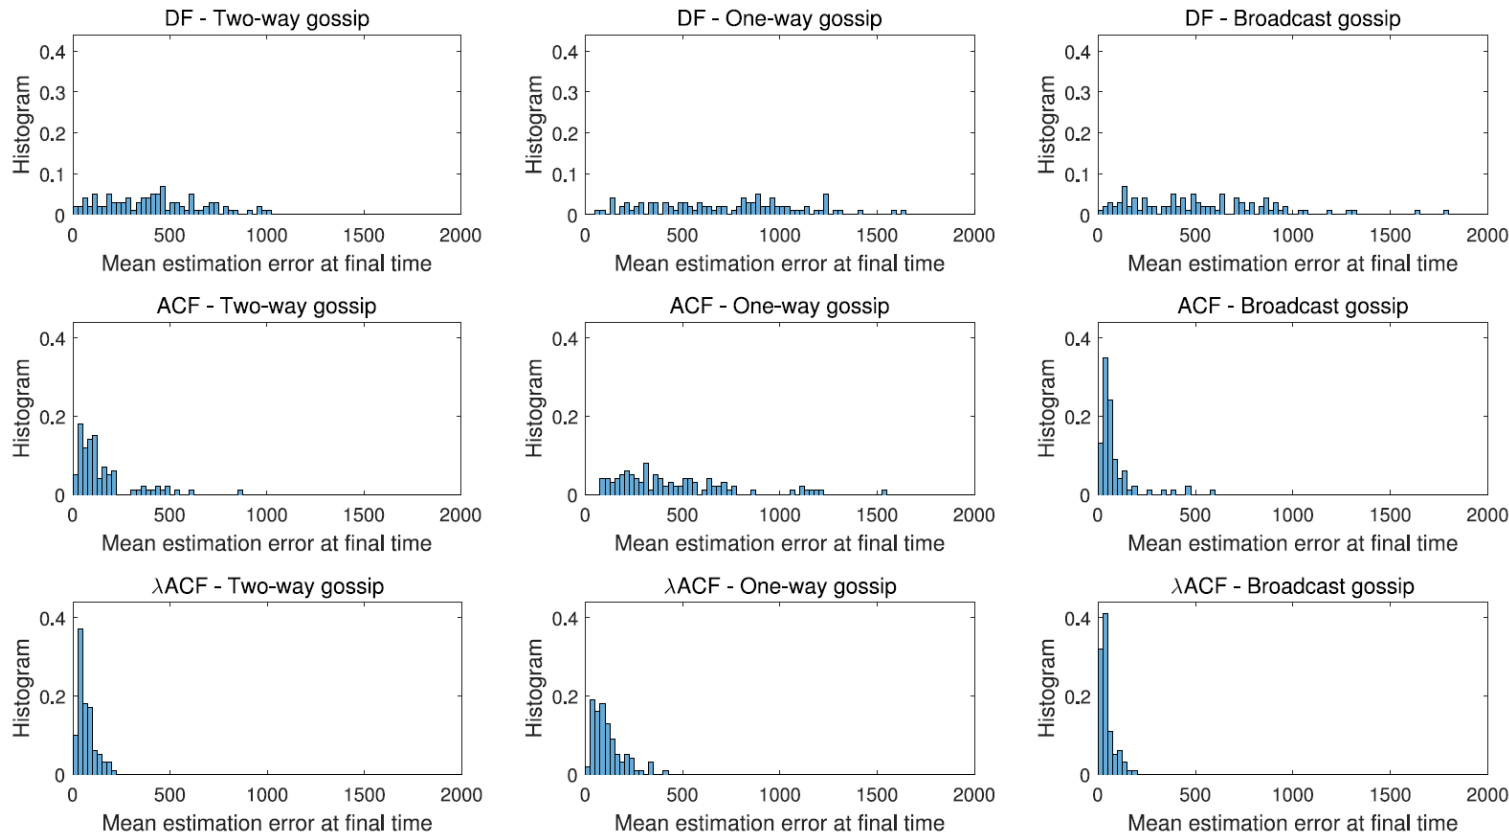 DF - Two-way gossip
0.4
0.3
0.2
0.1
0
Histogram
0 500 1000 1500 2000
Mean estimation error at final time
DF - One-way gossip
0.4
0.3
0.2
0.1
0
Histogram
0 500 1000 1500 2000
Mean estimation error at final time
DF - Broadcast gossip
0.4
0.3
0.2
0.1
0
Histogram
0 500 1000 1500 2000
Mean estimation error at final time
ACF - Two-way gossip
0.4
0.2
0
Histogram
0 500 1000 1500 2000
Mean estimation error at final time
ACF - One-way gossip
0.4
0.2
0
Histogram
0 500 1000 1500 2000
Mean estimation error at final time
ACF - Broadcast gossip
0.4
0.2
0
Histogram
0 500 1000 1500 2000
Mean estimation error at final time
λACF - Two-way gossip
0.4
0.2
0
Histogram
0 500 1000 1500 2000
Mean estimation error at final time
λACF - One-way gossip
0.4
0.2
0
Histogram
0 500 1000 1500 2000
Mean estimation error at final time
λACF - Broadcast gossip
0.4
0.2
0
Histogram
0 500 1000 1500 2000
Mean estimation error at final time